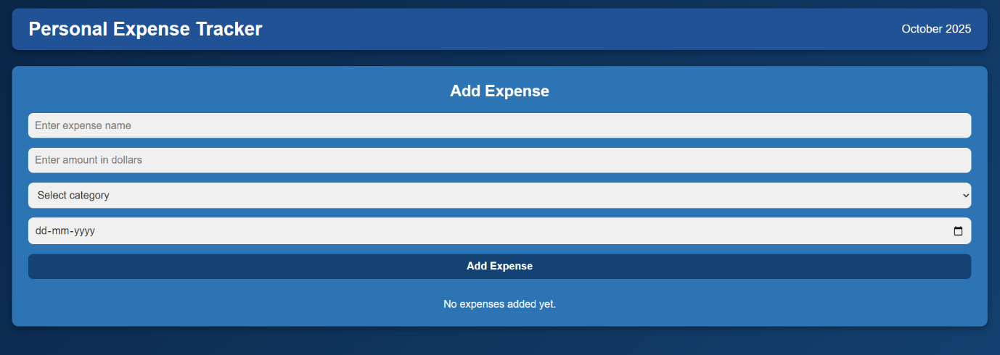 Personal Expense Tracker
October 2025
Add Expense
Enter expense name
Enter amount in dollars
Select category
dd-mm-yyyy
Add Expense
No expenses added yet.